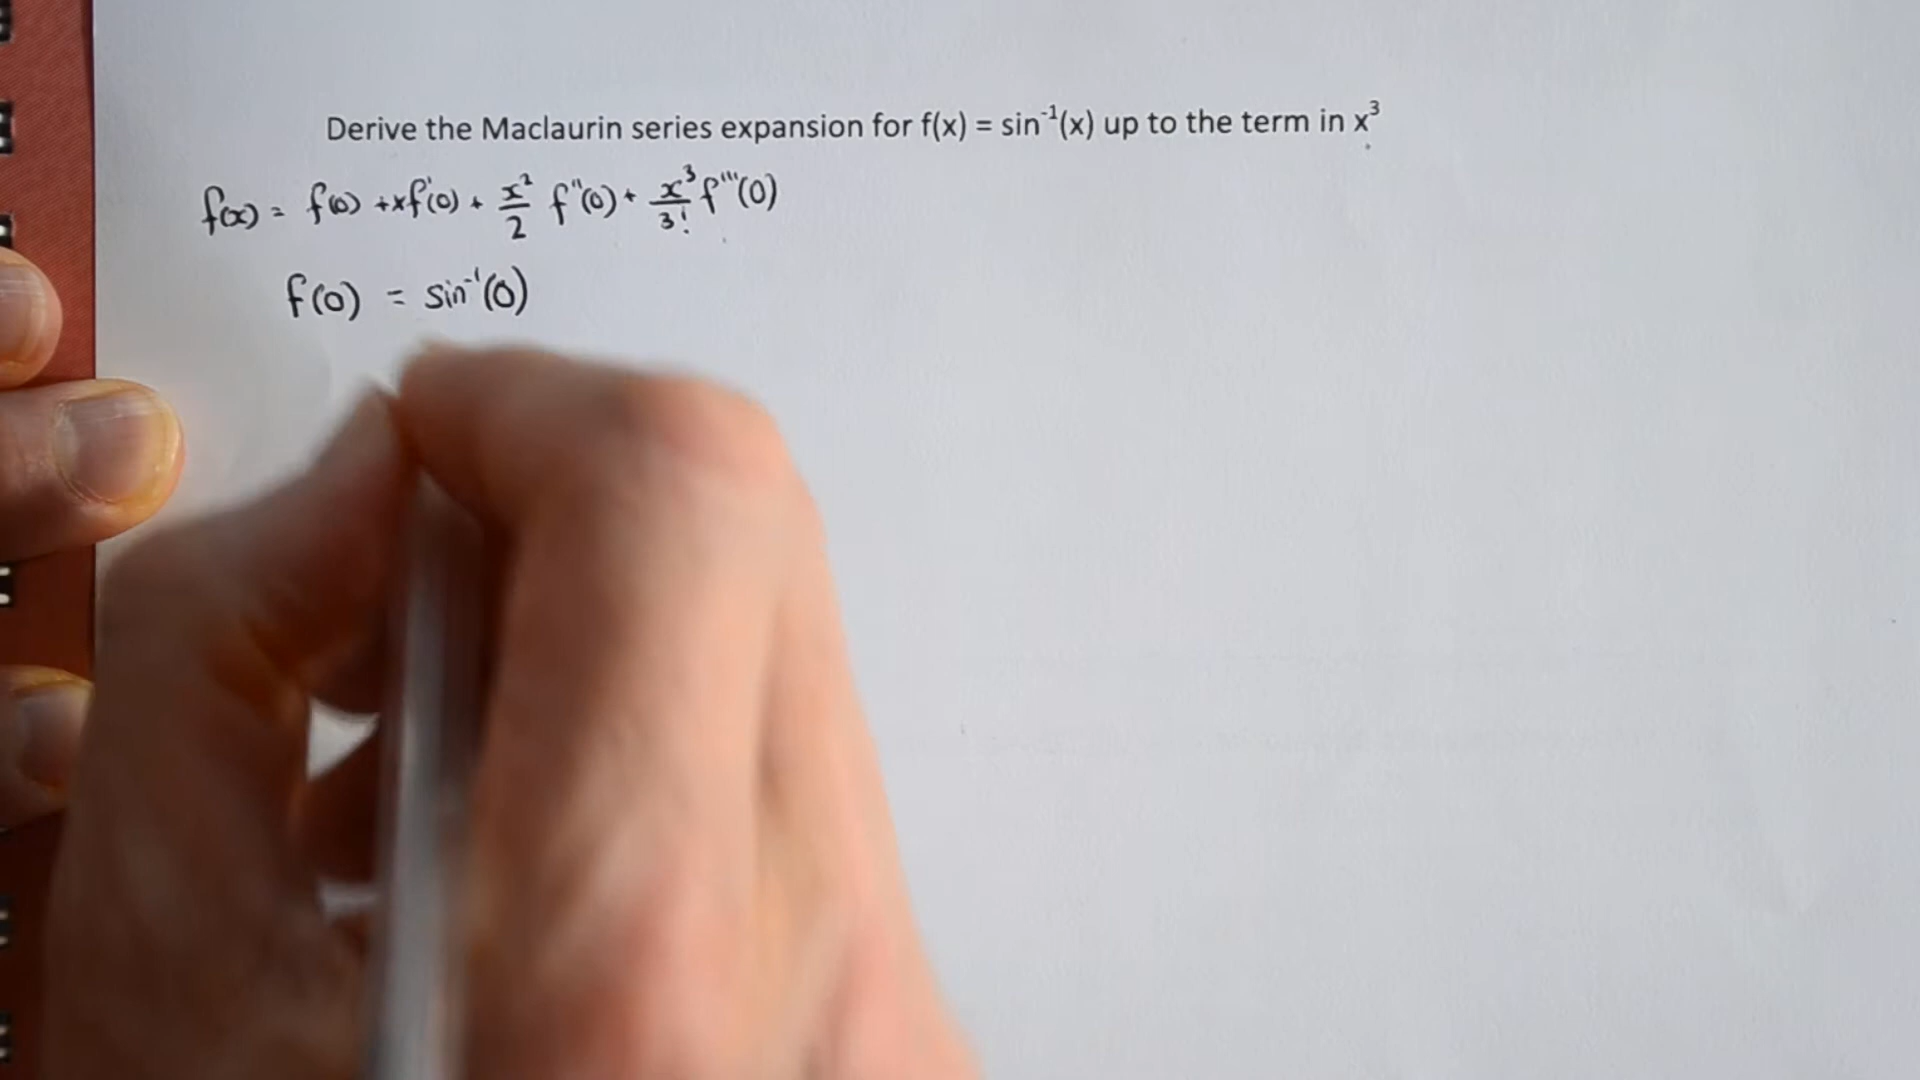 Derive the Maclaurin series expansion for f(x) = sin⁻¹(x) up to the term in x³
f(x) = f(0) + xf'(0) + x²/2 f''(0) + x³/3! f'''(0)
f(0) = sin⁻¹(0)